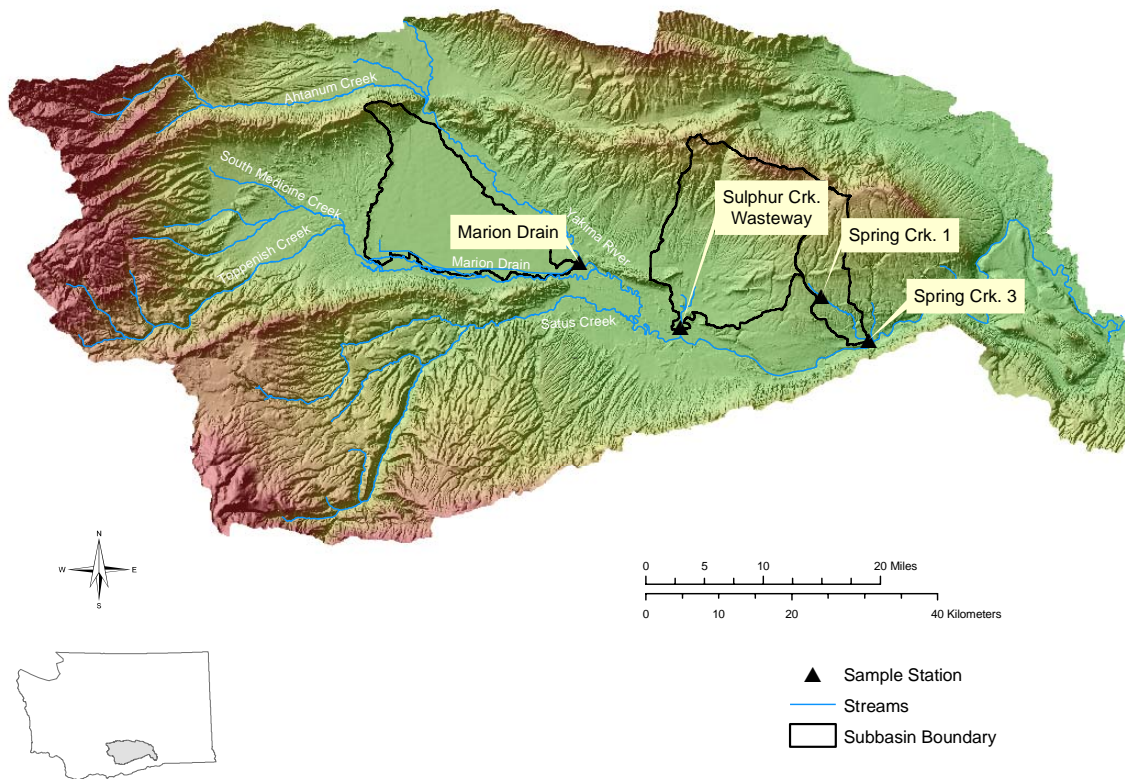 Ahtanum Creek
South Medicine Creek
Toppenish Creek
Marion Drain
Marion Drain
Yakima River
Satus Creek
Sulphur Crk.
Wasteway
Spring Crk. 1
Spring Crk. 3
N
W
E
S
0 5 10 20 Miles
0 10 20 40 Kilometers
Sample Station
Streams
Subbasin Boundary